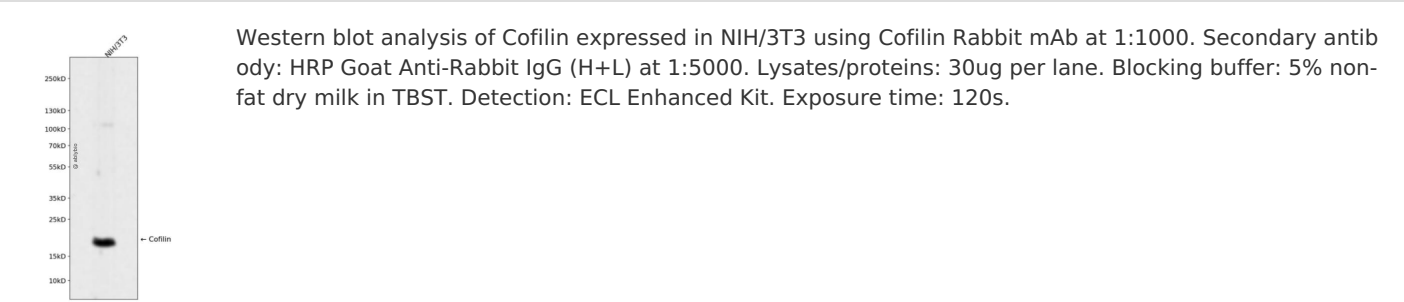 NIH/3T3
Western blot analysis of Cofilin expressed in NIH/3T3 using Cofilin Rabbit mAb at 1:1000. Secondary antib
ody: HRP Goat Anti-Rabbit IgG (H+L) at 1:5000. Lysates/proteins: 30ug per lane. Blocking buffer: 5% non-
fat dry milk in TBST. Detection: ECL Enhanced Kit. Exposure time: 120s.
250kD
130kD
100kD
70kD
55kD
© ablybio
35kD
25kD
← Cofilin
15kD
10kD